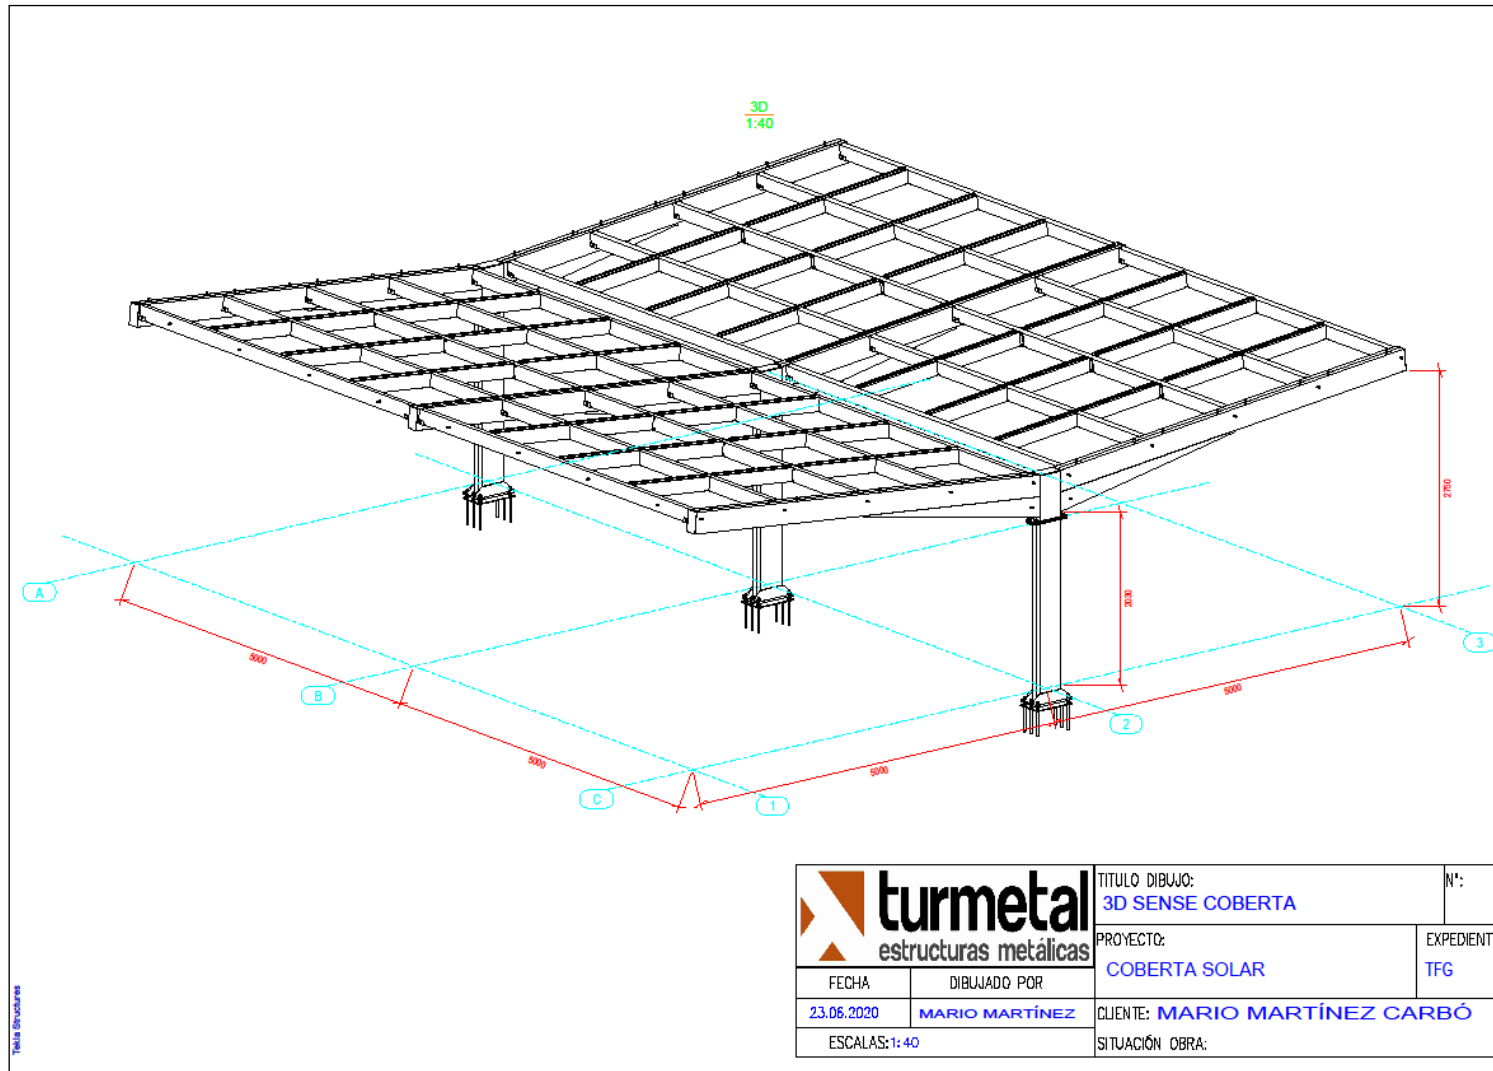 3D
1:40
2750
2030
A
B
C
1
2
3
5000
5000
5000
5000
Tekla Structures
turmetal
estructuras metálicas
TITULO DIBUJO:
3D SENSE COBERTA
N°:
PROYECTO:
COBERTA SOLAR
EXPEDIENT
TFG
FECHA
DIBUJADO POR
23.06.2020
MARIO MARTÍNEZ
CLIENTE: MARIO MARTÍNEZ CARBÓ
ESCALAS:1:40
SITUACIÓN OBRA: